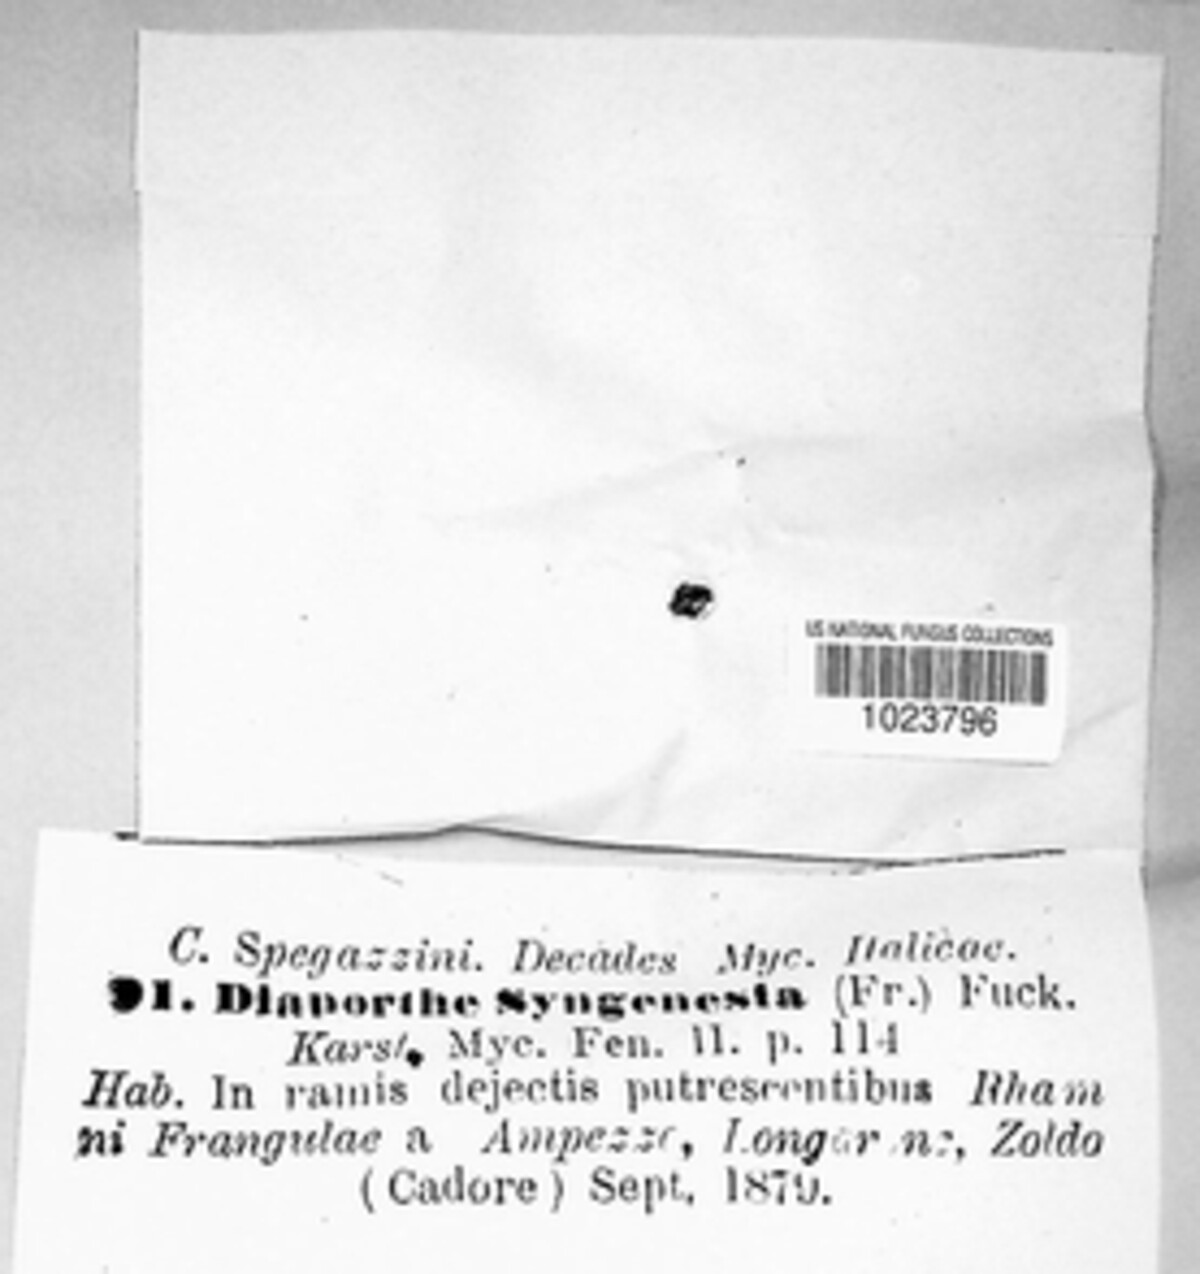 US NATIONAL FUNGUS COLLECTIONS
1023796
C. Spegazzini. Decades Myc. Italicae.
91. Diaporthe Syngenesia (Fr.) Fuck.
Karst. Myc. Fen. II. p. 114
Hab. In ramis dejectis putrescentibus Rham
ni Frangulae a Ampezzo, Zoldo
(Cadore) Sept. 1879.